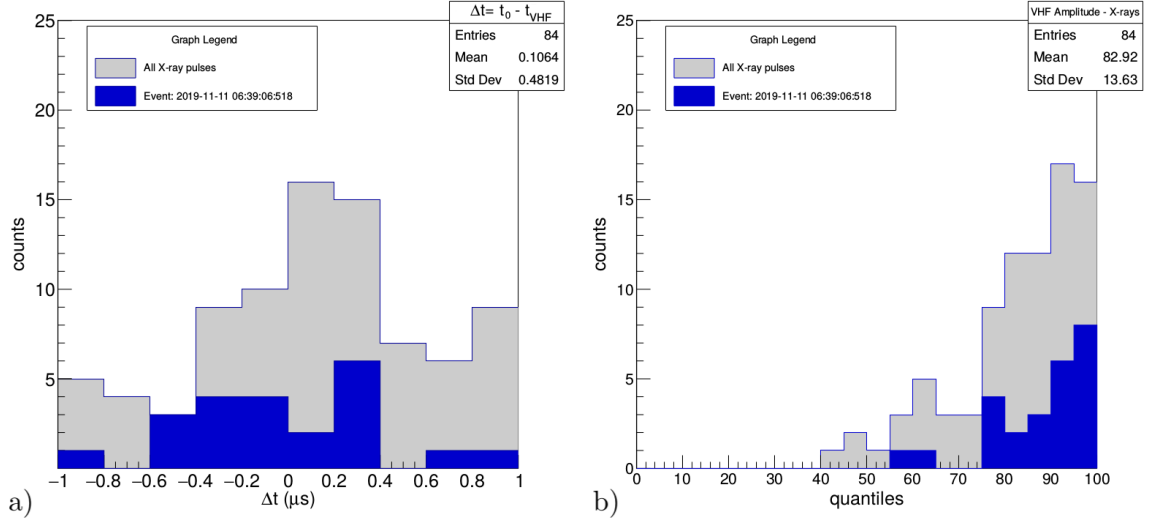 Δt= t0 - tVHF
Entries 84
Mean 0.1064
Std Dev 0.4819
Graph Legend
All X-ray pulses
Event: 2019-11-11 06:39:06:518
counts
25
20
15
10
5
−1 −0.8 −0.6 −0.4 −0.2 0 0.2 0.4 0.6 0.8 1
Δt (μs)
a)
VHF Amplitude - X-rays
Entries 84
Mean 82.92
Std Dev 13.63
Graph Legend
All X-ray pulses
Event: 2019-11-11 06:39:06:518
counts
25
20
15
10
5
0
0 10 20 30 40 50 60 70 80 90 100
quantiles
b)